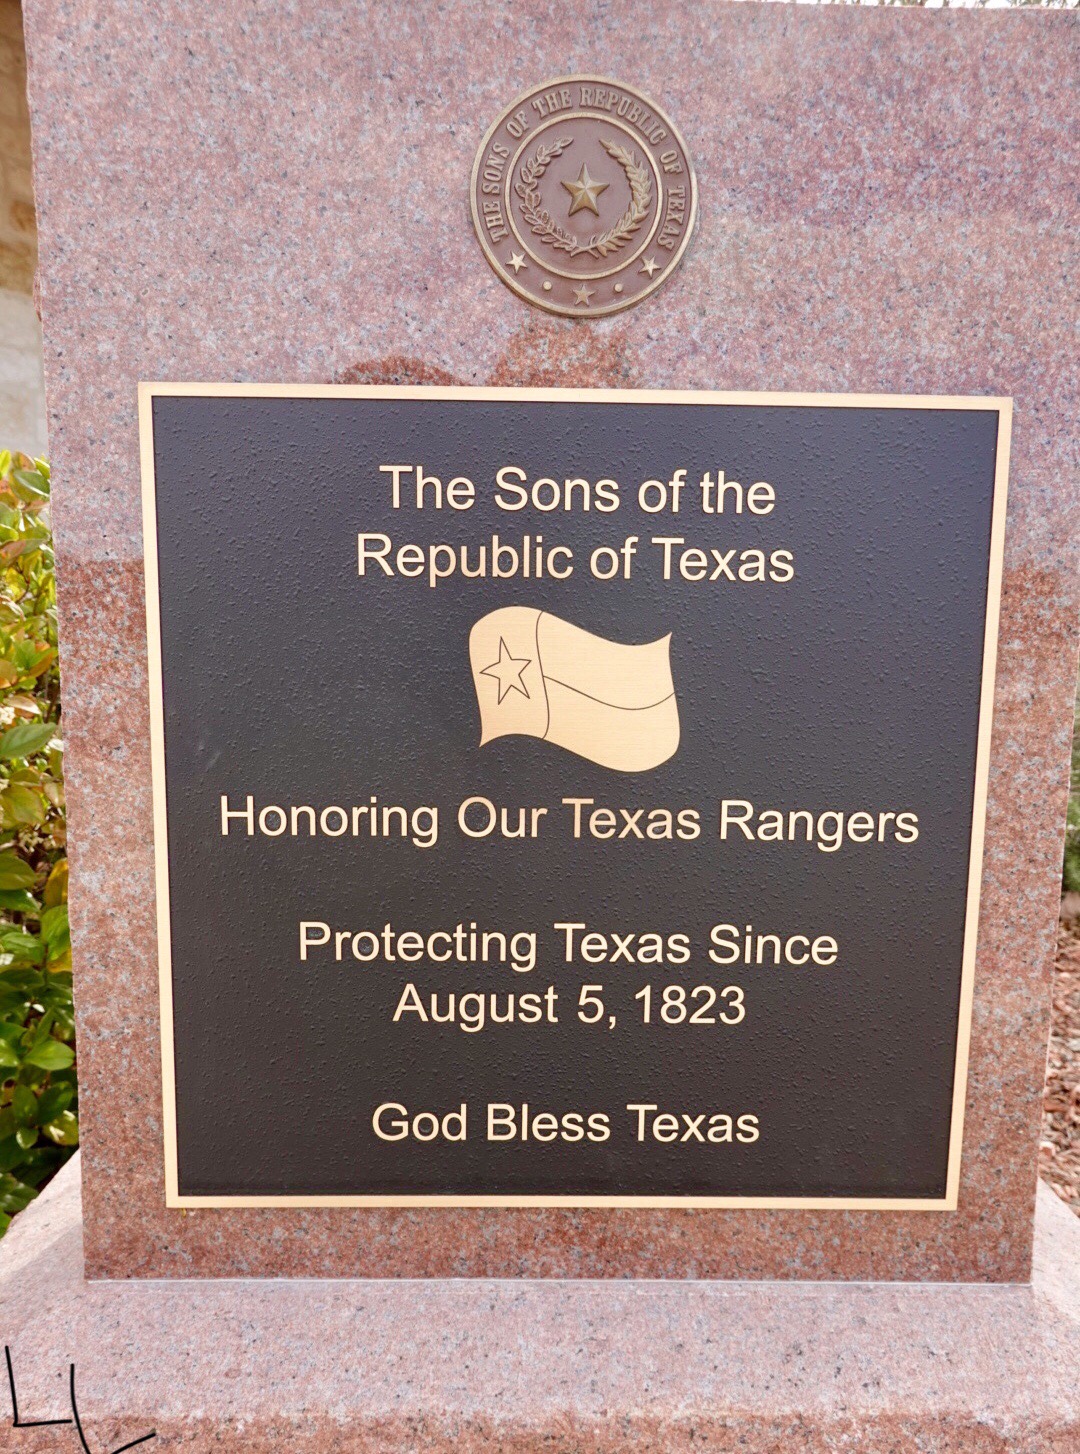 THE SONS OF THE REPUBLIC OF TEXAS
The Sons of the
Republic of Texas
Honoring Our Texas Rangers
Protecting Texas Since
August 5, 1823
God Bless Texas